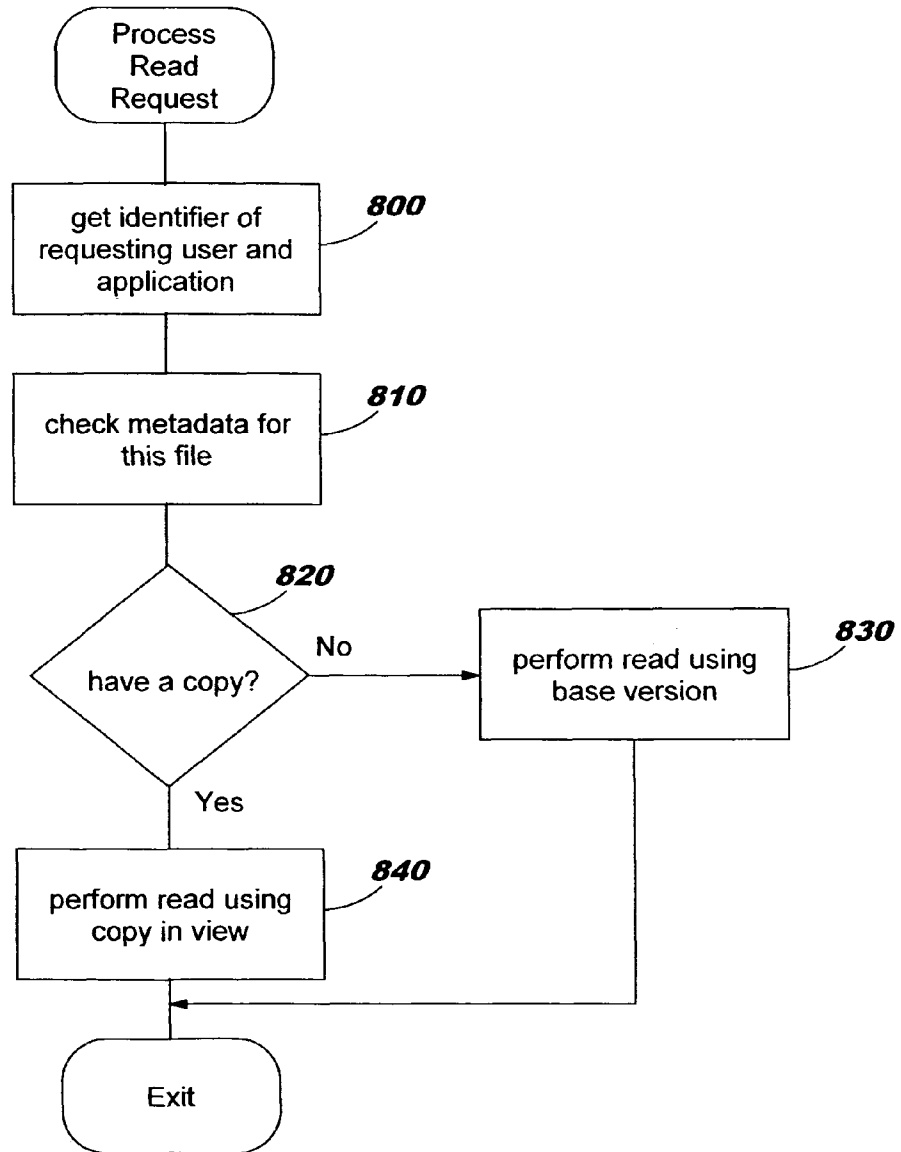 Process
Read
Request
800
get identifier of
requesting user and
application
810
check metadata for
this file
820
have a copy?
No
830
perform read using
base version
Yes
840
perform read using
copy in view
Exit